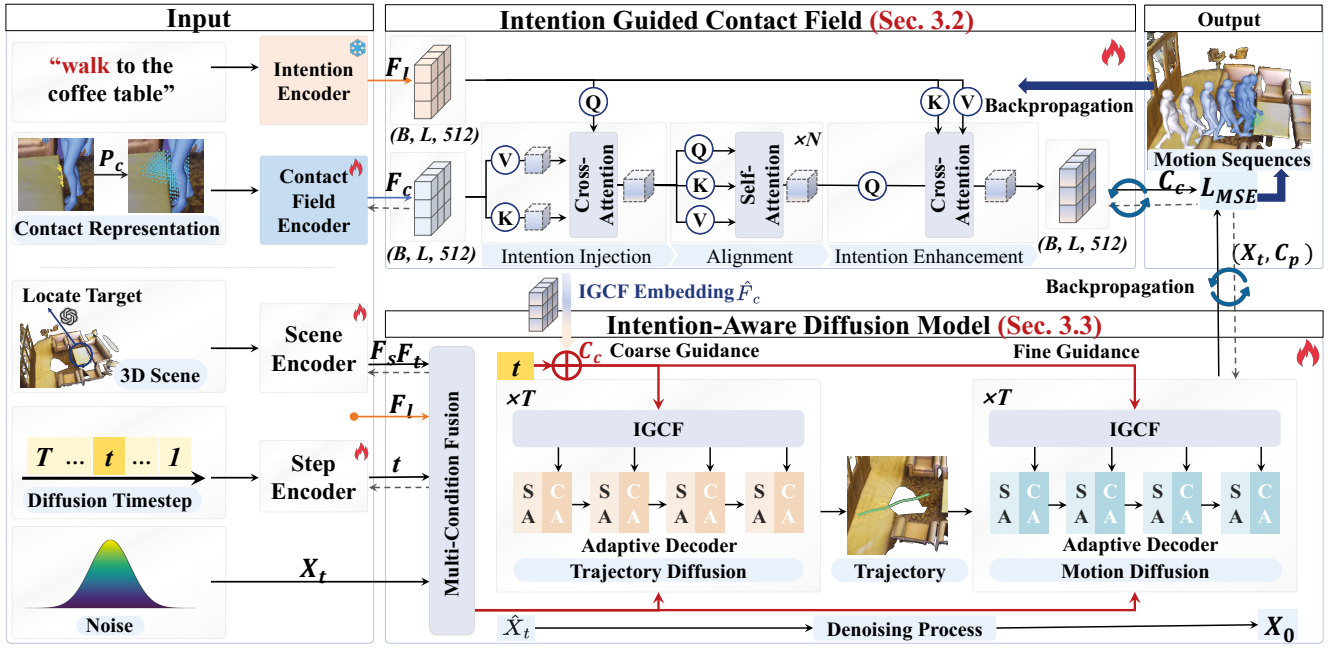 Input
Intention Guided Contact Field (Sec. 3.2)
Output
“walk” to the
coffee table”
Intention
Encoder
F_l
(B, L, 512)
Q
K
V
Backpropagation
P_c
Contact Representation
Contact
Field
Encoder
F_c
(B, L, 512)
V
K
Cross-
Attention
Q
K
V
Self-
Attention
×N
Q
Cross-
Attention
(B, L, 512)
Intention Injection
Alignment
Intention Enhancement
Motion Sequences
C_c
L_MSE
(X_t, C_p)
Backpropagation
Locate Target
3D Scene
Scene
Encoder
F_sF_t
IGCF Embedding F̂_c
Intention-Aware Diffusion Model (Sec. 3.3)
t
C_c
Coarse Guidance
Fine Guidance
F_l
T ... t ... 1
Diffusion Timestep
Step
Encoder
t
Noise
X_t
Multi-Condition Fusion
×T
IGCF
S C S C S C S C
A A A A A A A A
Adaptive Decoder
Trajectory Diffusion
Trajectory
×T
IGCF
S C S C S C S C
A A A A A A A A
Adaptive Decoder
Motion Diffusion
X̂_t
Denoising Process
X_0